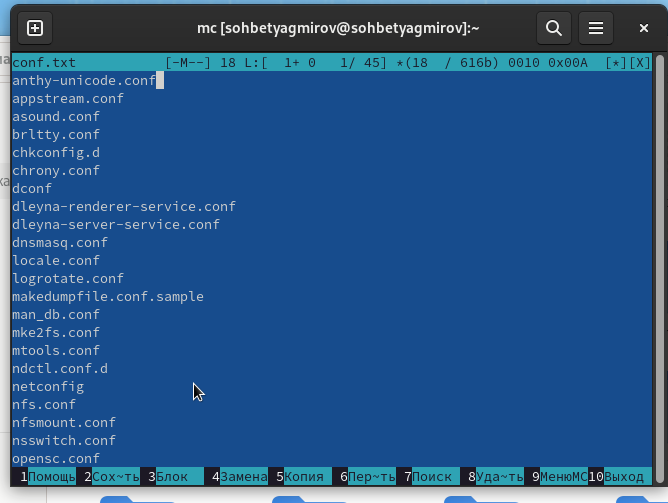 mc [sohbetyagmirov@sohbetyagmirov]:~
conf.txt [-M--] 18 L:[ 1+ 0 1/ 45] *(18 / 616b) 0010 0x00A [*][X]
anthy-unicode.conf
appstream.conf
asound.conf
brltty.conf
chkconfig.d
chrony.conf
dconf
dleyna-renderer-service.conf
dleyna-server-service.conf
dnsmasq.conf
locale.conf
logrotate.conf
makedumpfile.conf.sample
man_db.conf
mke2fs.conf
mtools.conf
ndctl.conf.d
netconfig
nfs.conf
nfsmount.conf
nsswitch.conf
opensc.conf
1Помощь 2Сох~ть 3Блок 4Замена 5Копия 6Пер~ть 7Поиск 8Уда~ть 9МенюMC 10Выход